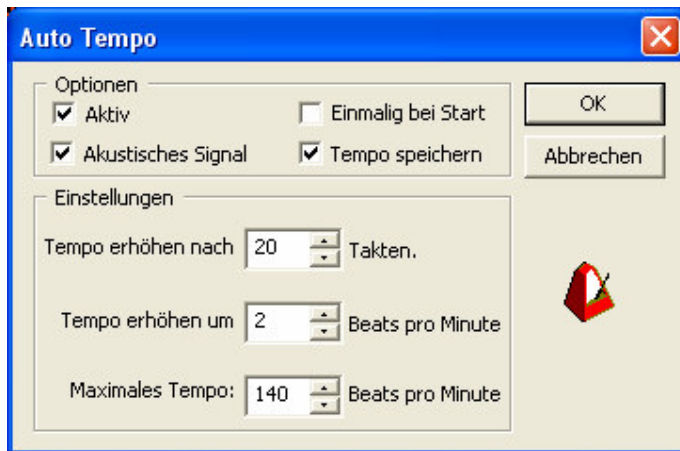 Auto Tempo
Optionen
Aktiv
Einmalig bei Start
Akustisches Signal
Tempo speichern
OK
Abbrechen
Einstellungen
Tempo erhöhen nach 20 Takten.
Tempo erhöhen um 2 Beats pro Minute
Maximales Tempo: 140 Beats pro Minute